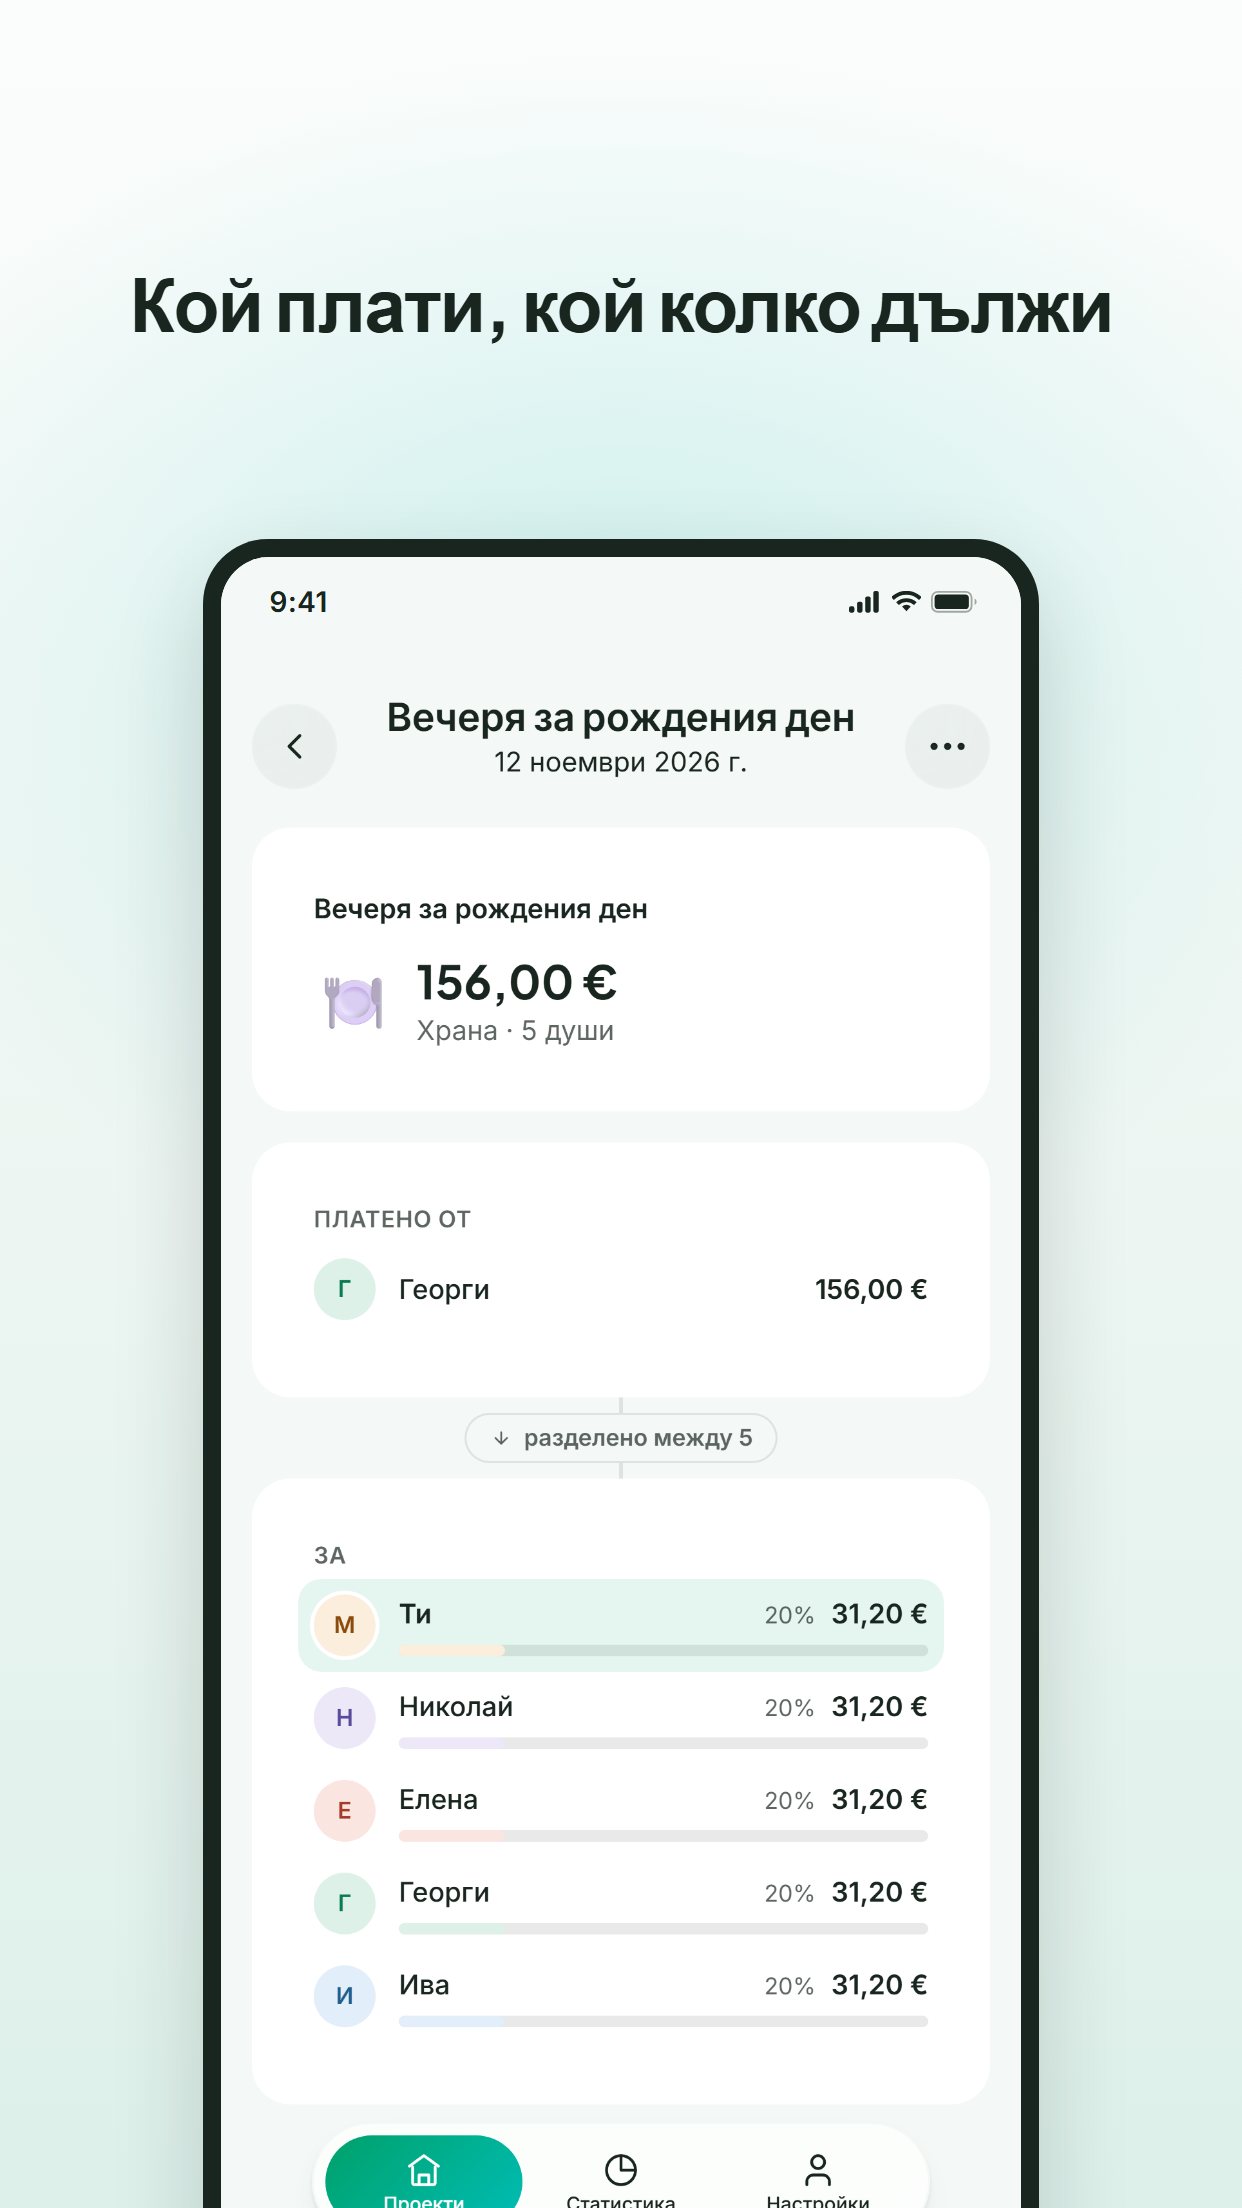 Кой плати, кой колко дължи
9:41
Вечеря за рождения ден
12 ноември 2026 г.
Вечеря за рождения ден
156,00 €
Храна · 5 души
ПЛАТЕНО ОТ
Г Георги 156,00 €
разделено между 5
ЗА
М Ти 20% 31,20 €
Н Николай 20% 31,20 €
Е Елена 20% 31,20 €
Г Георги 20% 31,20 €
И Ива 20% 31,20 €
Проекти Статистика Настройки